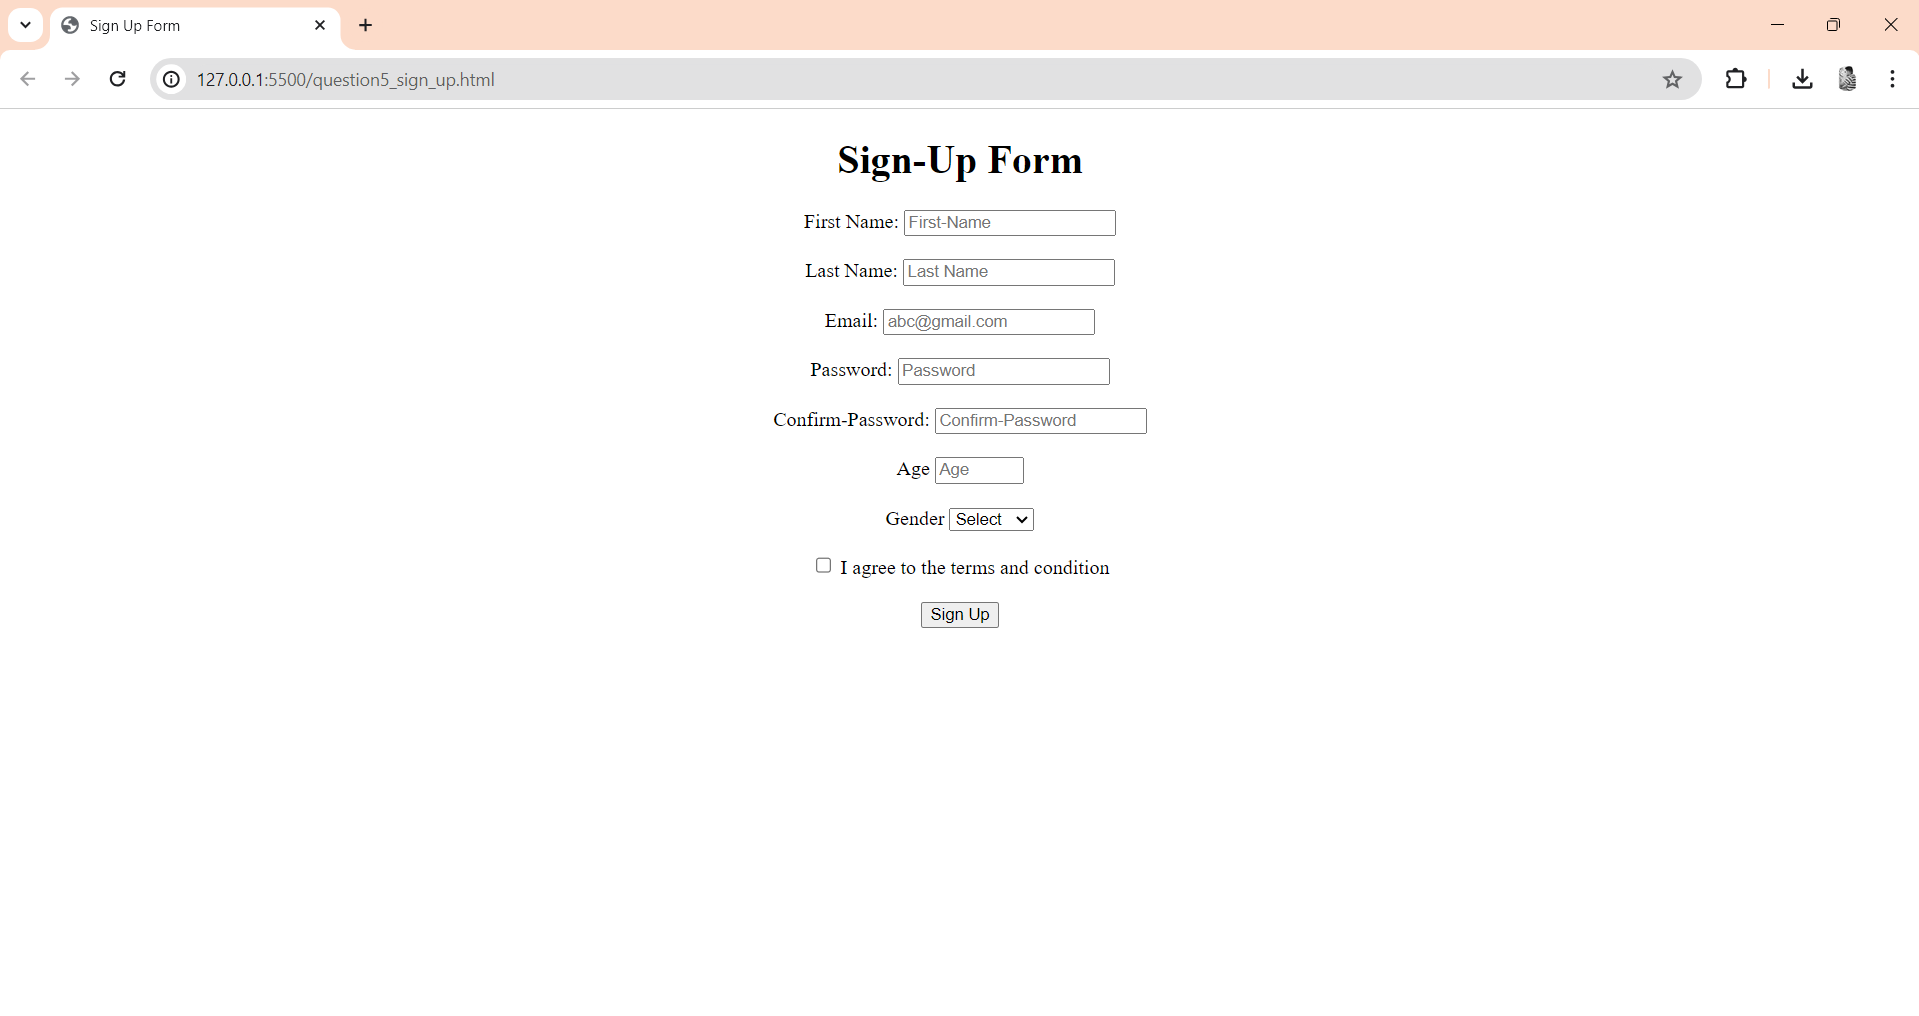 Sign Up Form
127.0.0.1:5500/question5_sign_up.html
Sign-Up Form
First Name: First-Name
Last Name: Last Name
Email: abc@gmail.com
Password: Password
Confirm-Password: Confirm-Password
Age Age
Gender Select
I agree to the terms and condition
Sign Up